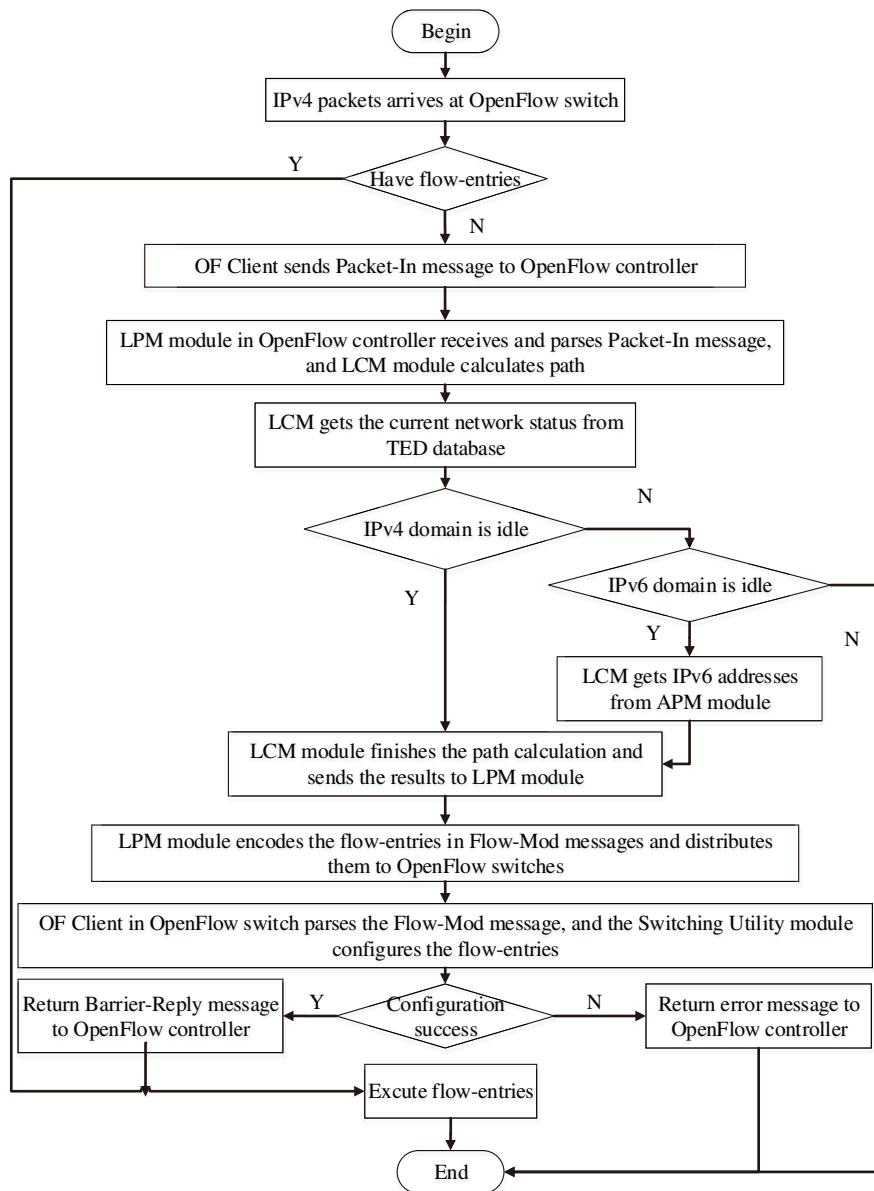 Begin
IPv4 packets arrives at OpenFlow switch
Y
Have flow-entries
N
OF Client sends Packet-In message to OpenFlow controller
LPM module in OpenFlow controller receives and parses Packet-In message,
and LCM module calculates path
LCM gets the current network status from
TED database
N
IPv4 domain is idle
IPv6 domain is idle
Y
Y
N
LCM gets IPv6 addresses
from APM module
LCM module finishes the path calculation and
sends the results to LPM module
LPM module encodes the flow-entries in Flow-Mod messages and distributes
them to OpenFlow switches
OF Client in OpenFlow switch parses the Flow-Mod message, and the Switching Utility module
configures the flow-entries
Return Barrier-Reply message
to OpenFlow controller
Y
Configuration
success
N
Return error message to
OpenFlow controller
Excute flow-entries
End